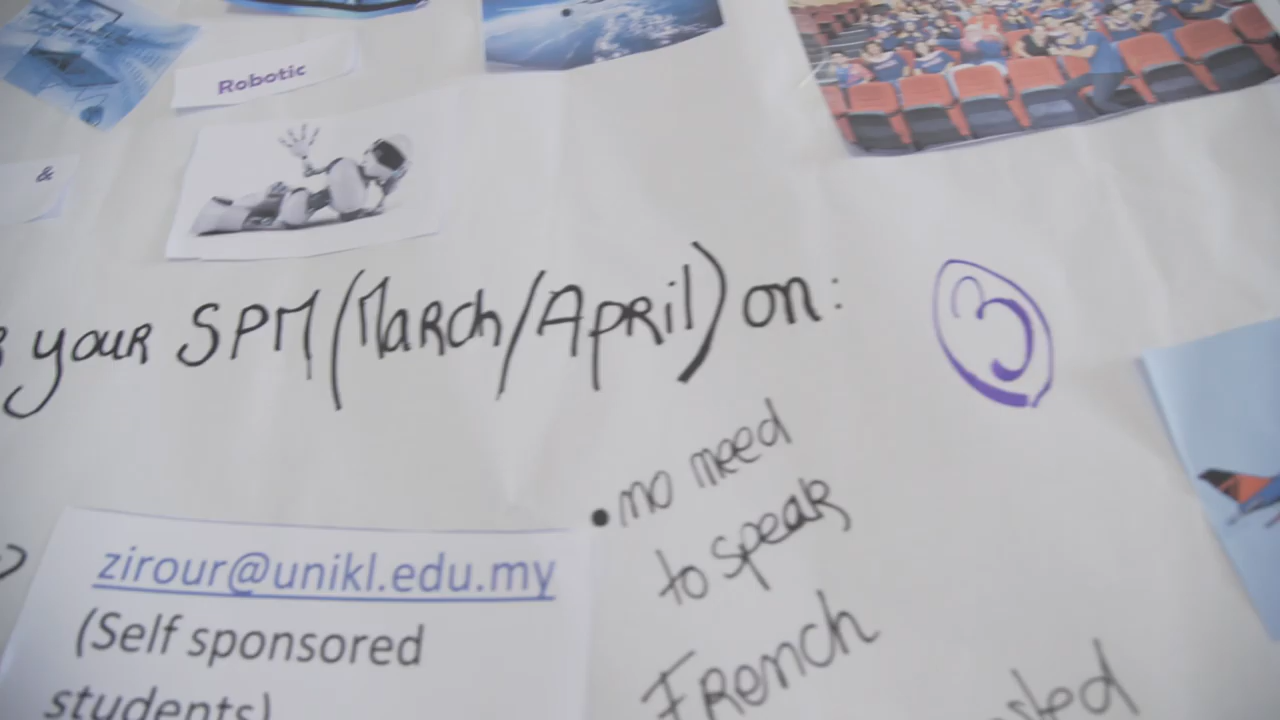 Robotic
&
your SPM (March/April) on:
3
• no need
to speak
French
zirour@unikl.edu.my
(Self sponsored
students)